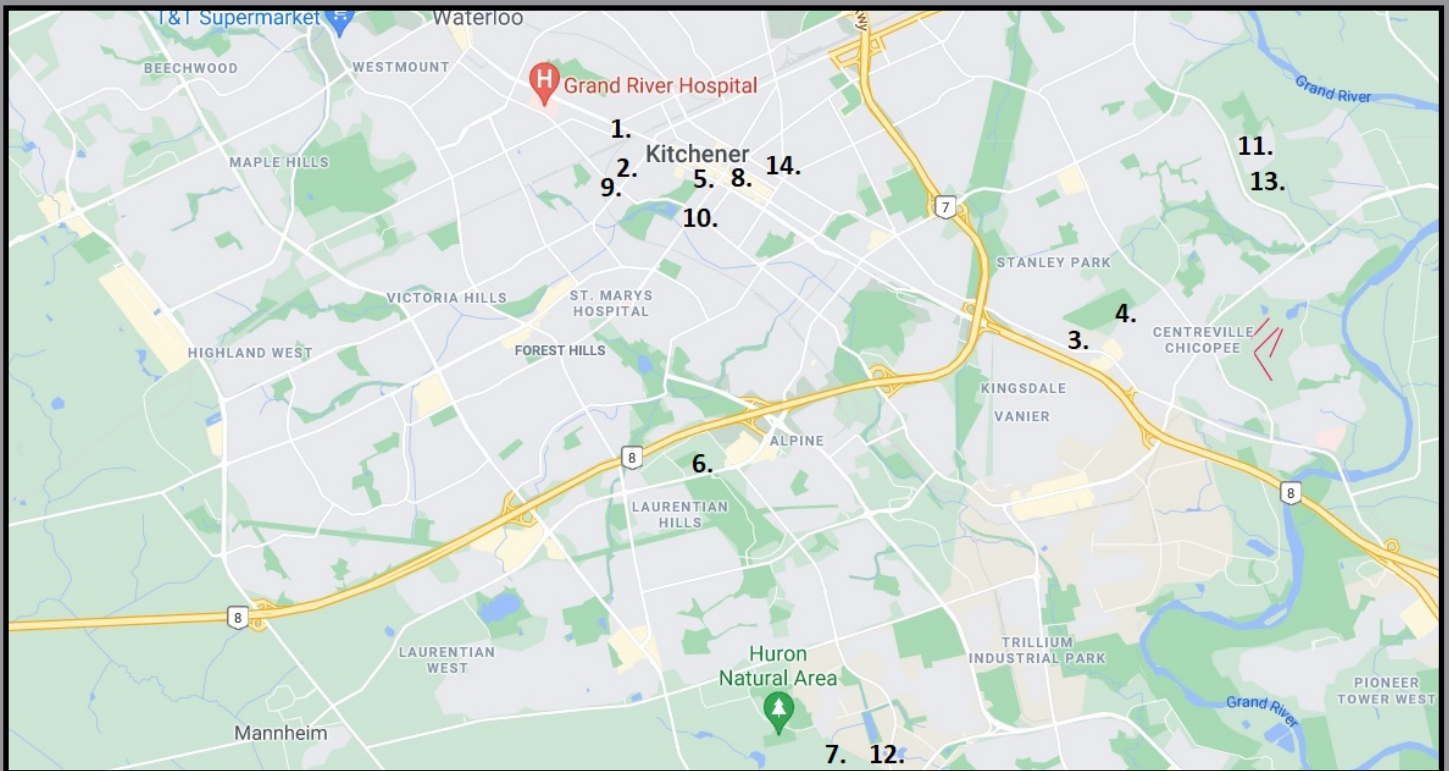 T&T Supermarket
Waterloo
wy
BEECHWOOD
WESTMOUNT
Grand River Hospital
H
Grand River
1.
Kitchener
MAPLE HILLS
2.
9.
5.
8.
14.
11.
13.
10.
7
STANLEY PARK
VICTORIA HILLS
ST. MARYS
HOSPITAL
4.
3.
CENTREVILLE
CHICOPEE
HIGHLAND WEST
FOREST HILLS
KINGSDALE
VANIER
ALPINE
8
6.
8
LAURENTIAN
HILLS
8
LAURENTIAN
WEST
Huron
Natural Area
TRILLIUM
INDUSTRIAL PARK
PIONEER
TOWER WEST
Grand River
Mannheim
7.
12.